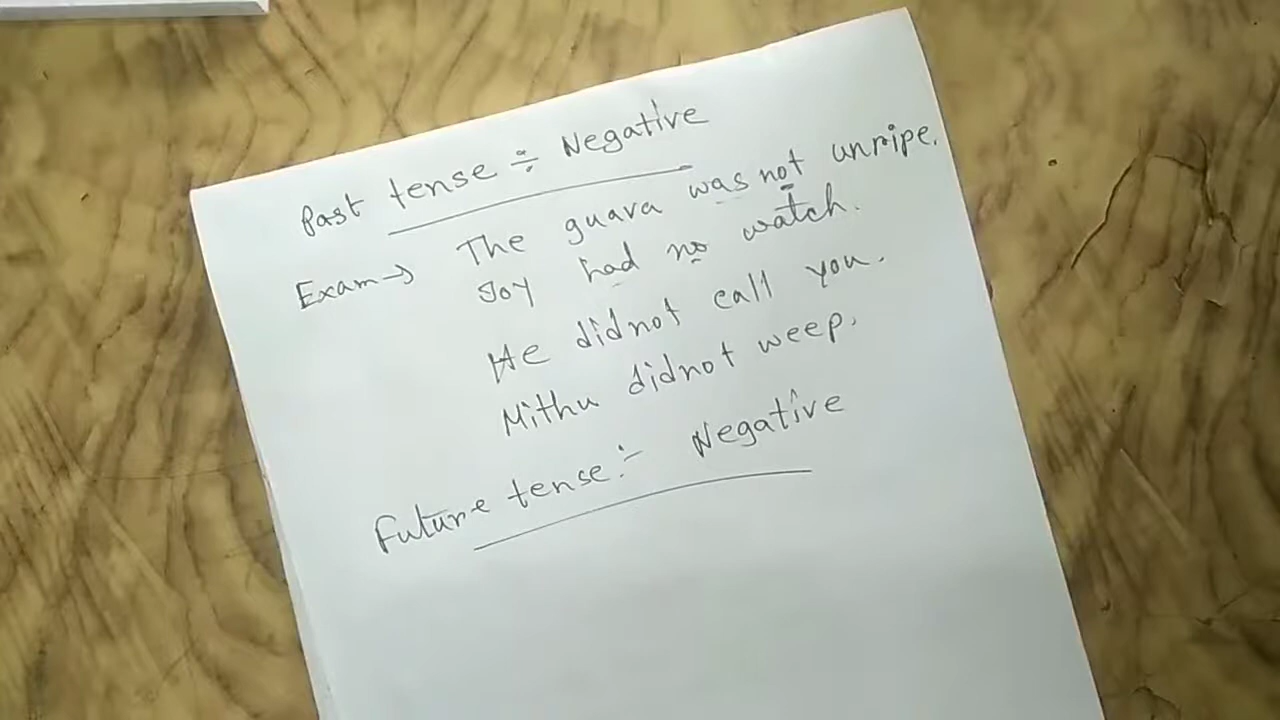 Past tense ÷ Negative
Exam → The guava was not unripe.
Joy had no watch.
He didnot call you.
Mithu didnot weep.
Future tense :- Negative